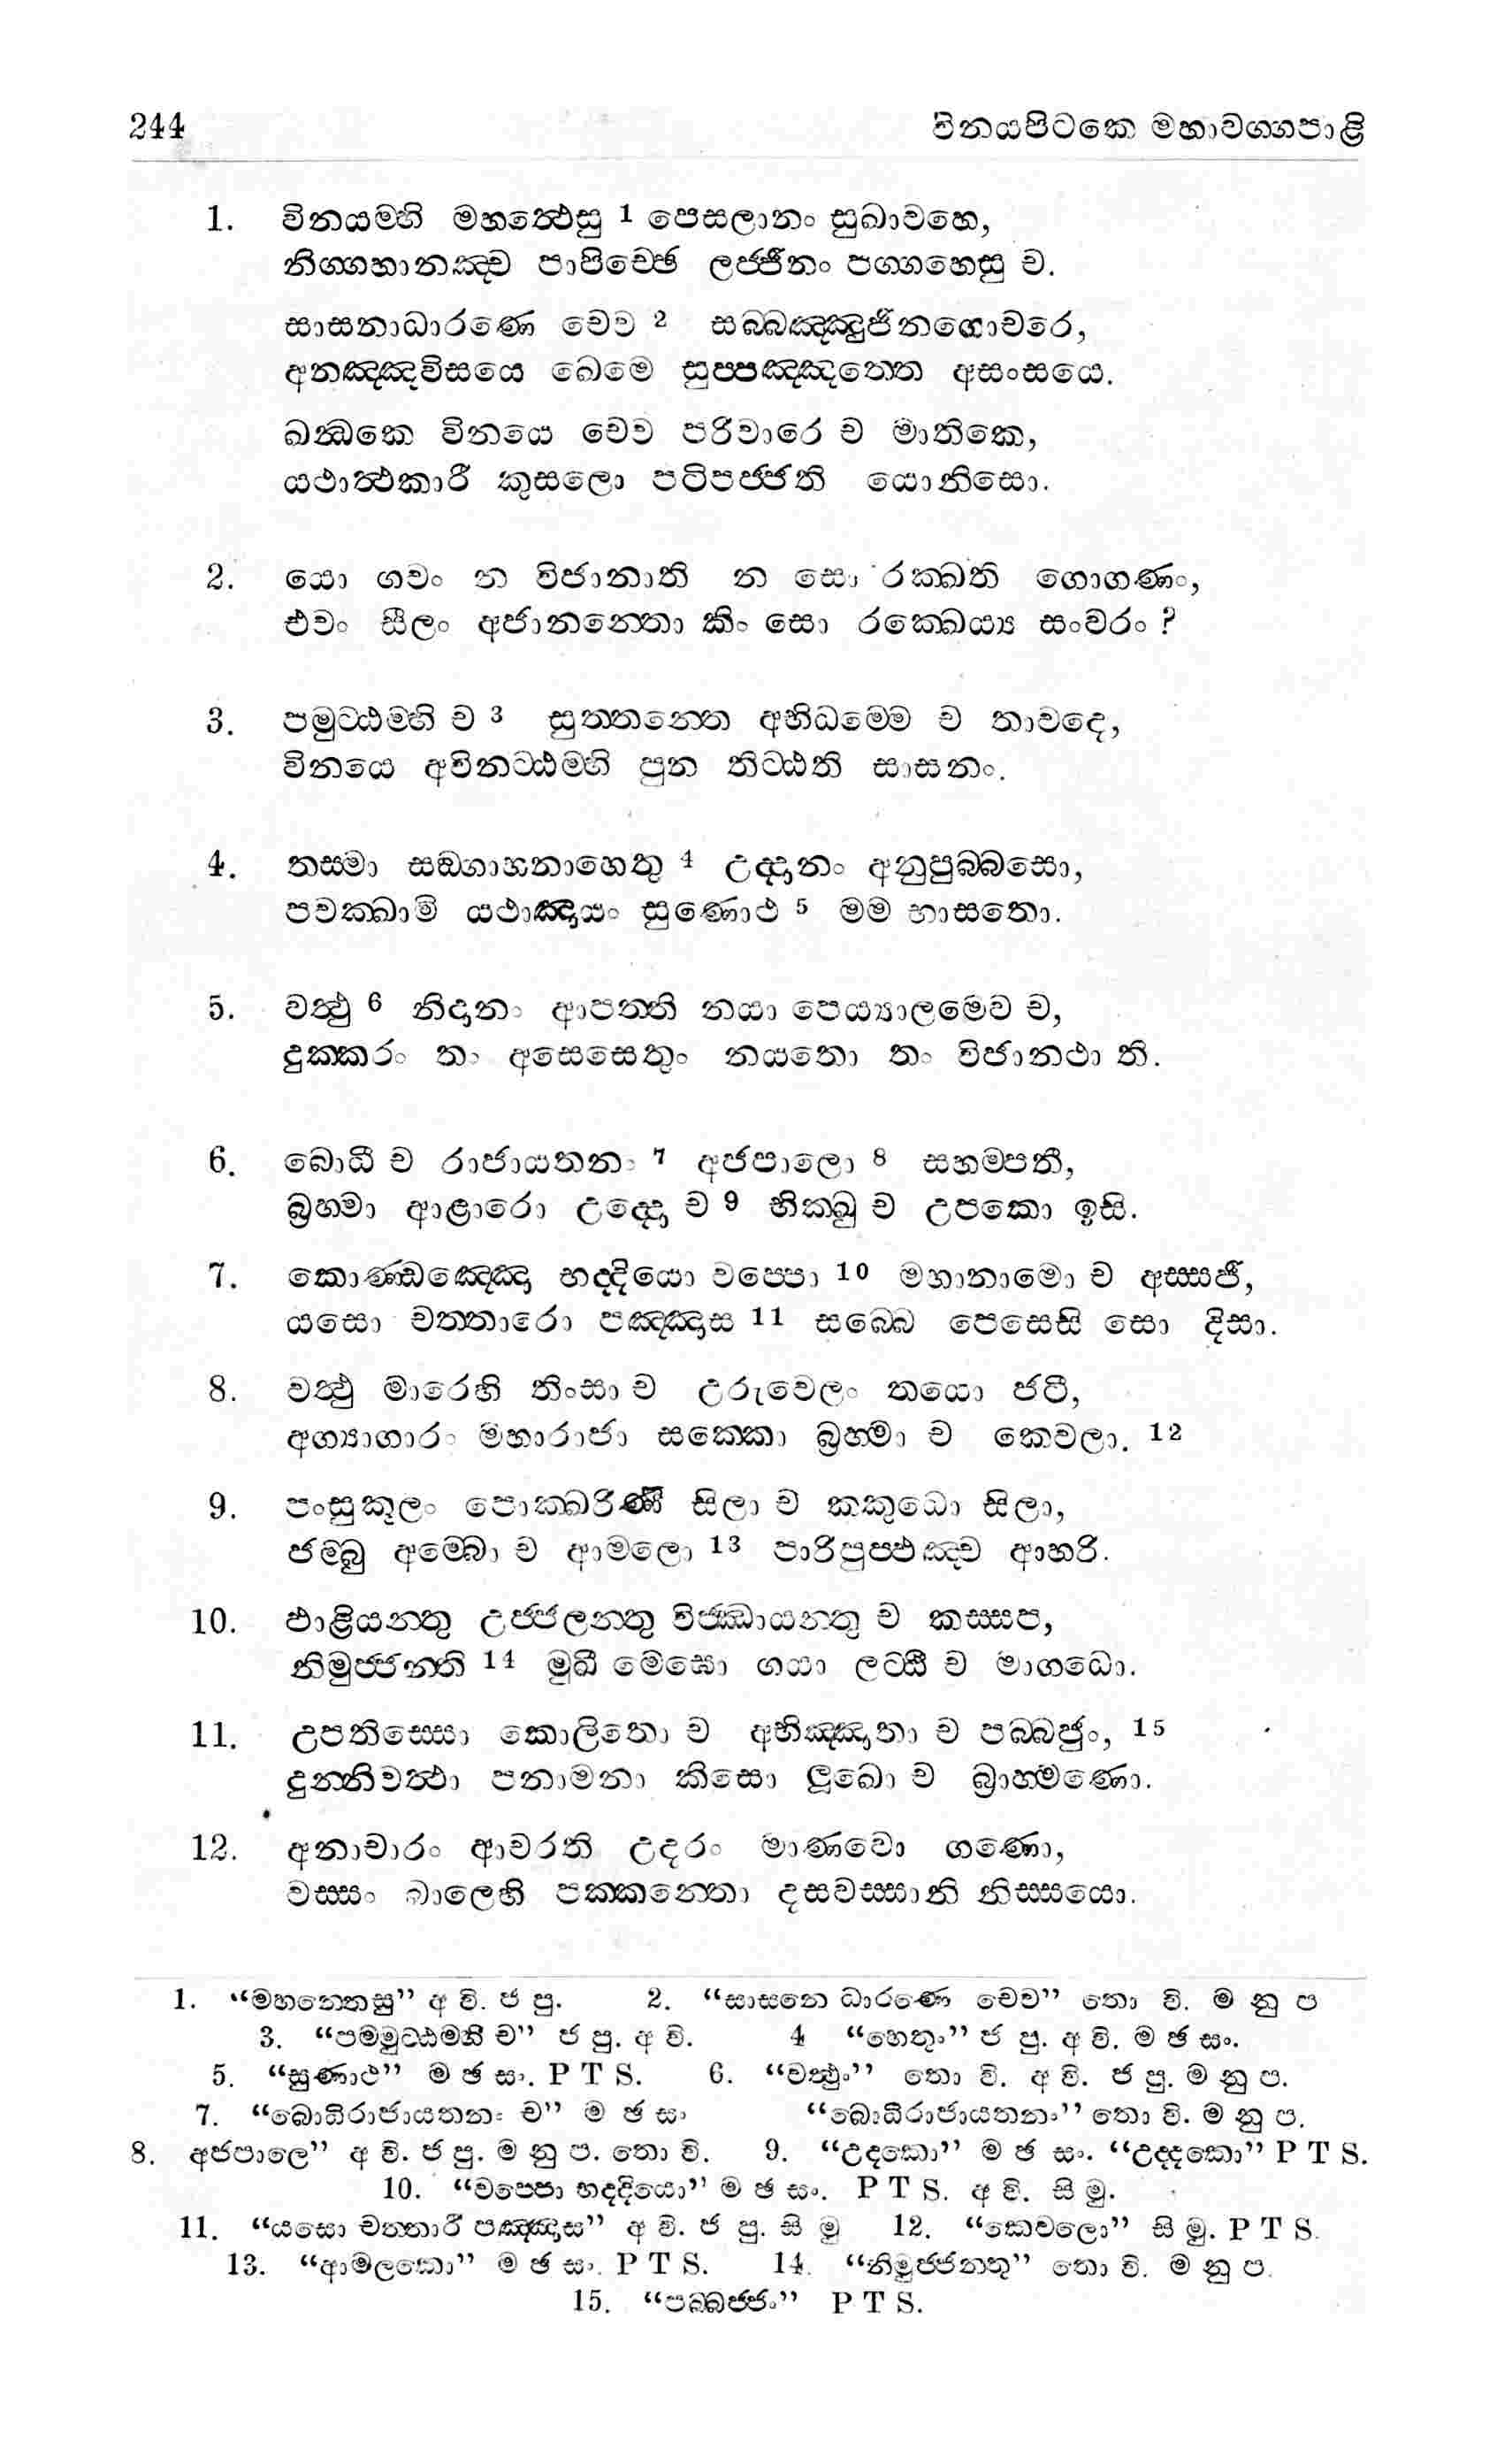 244 විනයපිටකෙ මහාවග්ගපාළි
1. විනයම්හි මහත්ථෙසු 1 පෙසලානං සුඛාවහෙ,
නිග්ගහානඤ්ච පාපිච්ඡෙ ලජ්ජීනං පග්ගහෙසු ච.
සාසනාධාරණෙ චෙව 2 සබ්බඤ්ඤුජිනගොචරෙ,
අනඤ්ඤවිසයෙ ඛෙමෙ සුප්පඤ්ඤත්තෙ අසංසයෙ.
ඛන්ධකෙ විනයෙ චෙව පරිවාරෙ ච මාතිකෙ,
යථාත්ථකාරී කුසලො පටිපජ්ජති යොනිසො.
2. යො ගවං න විජානාති න සො රක්ඛති ගොගණං,
එවං සීලං අජානන්තො කිං සො රක්ඛෙය්‍ය සංවරං ?
3. පමුට්ඨම්හි ච 3 සුත්තන්තෙ අභිධම්මෙ ච තාවදෙ,
විනයෙ අවිනට්ඨම්හි පුන තිට්ඨති සාසනං.
4. තස්මා සඞ්ගාහනාහෙතු 4 උද්දානං අනුපුබ්බසො,
පවක්ඛාමි යථාඤායං සුණොථ 5 මම භාසතො.
5. වත්ථු 6 නිදානං ආපත්ති නයා පෙය්‍යාලමෙව ච,
දුක්කරං තං අසෙසෙතුං නයතො තං විජානථා ති.
6. බොධී ච රාජායතනං 7 අජපාලො 8 සහම්පතී,
බ්‍රහ්මා ආළාරො උද්දො ච 9 භික්ඛු ච උපකො ඉසි.
7. කොණ්ඩඤ්ඤො භද්දියො වප්පො 10 මහානාමො ච අස්සජී,
යසො චත්තාරො පඤ්ඤාස 11 සබ්බෙ පෙසෙසි සො දිසා.
8. වත්ථු මාරෙහි තිංසා ච උරුවෙලං තයො ජටී,
අග්‍යාගාරං මහාරාජා සක්කො බ්‍රහ්මා ච කෙවලා. 12
9. පංසුකූලං පොක්ඛරිණී සිලා ච කකුධො සිලා,
ජම්බු අම්බො ච ආමලො 13 පාරිපුප්ඵඤ්ච ආහරි.
10. ඵාළියන්තු උජ්ජලන්තු විජ්ඣායන්තු ච කස්සප,
නිමුජ්ජන්ති 14 මුඛී මෙඝො ගයා ලට්ඨී ච මාගධො.
11. උපතිස්සො කොලිතො ච අභිඤ්ඤාතා ච පබ්බජුං, 15
දුන්නිවත්ථා පනාමනා කිසො ලූඛො ච බ්‍රාහ්මණො.
12. අනාචාරං ආචරති උදරං මාණවො ගණො,
වස්සං බාලෙහි පක්කන්තො දසවස්සානි නිස්සයො.
1. “මහන්තෙසු” අ වි. ජ පු. 2. “සාසනෙ ධාරණෙ චෙව” තො වි. ම නු ප
3. “පම්මුට්ඨම්හි ච” ජ පු. අ වි. 4 “හෙතුං” ජ පු. අ වි. ම ඡ සං.
5. “සුණාථ” ම ඡ සං. P T S. 6. “වත්ථුං” තො වි. අ වි. ජ පු. ම නු ප.
7. “බොධිරාජායතනං ච” ම ඡ සං “බොධීරාජායතනං” තො වි. ම නු ප.
8. අජපාලෙ” අ වි. ජ පු. ම නු ප. තො වි. 9. “උදකො” ම ඡ සං. “උද්දකො” P T S.
10. “වප්පො භද්දියො” ම ඡ සං. P T S. අ වි. සි මු.
11. “යසො චත්තාරි පඤ්ඤාස” අ වි. ජ පු. සි මු 12. “කෙවලො” සි මු. P T S.
13. “ආමලකො” ම ඡ සං. P T S. 14. “නිමුජ්ජන්තු” තො වි. ම නු ප.
15. “පබ්බජ්ජං” P T S.